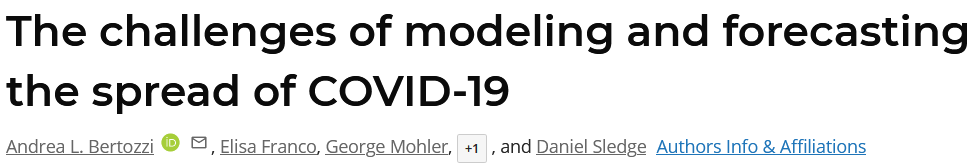 The challenges of modeling and forecasting
the spread of COVID-19
Andrea L. Bertozzi iD , Elisa Franco, George Mohler, +1 , and Daniel Sledge Authors Info & Affiliations